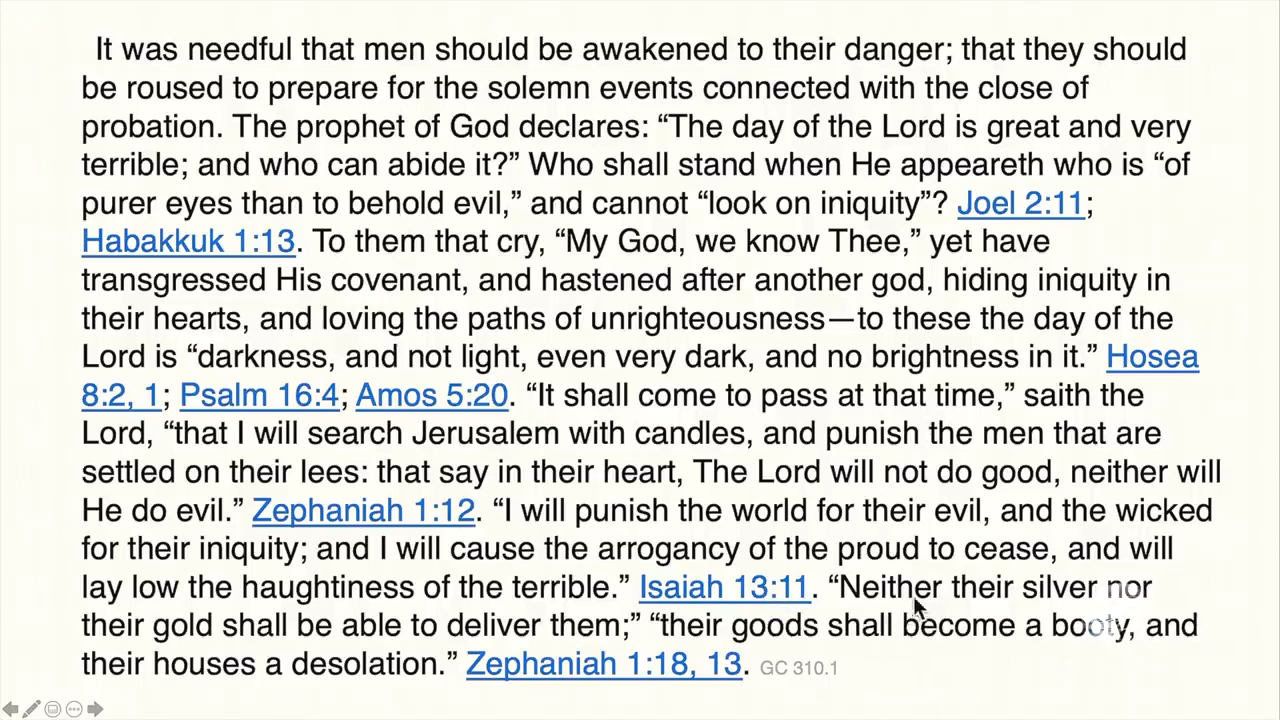 It was needful that men should be awakened to their danger; that they should
be roused to prepare for the solemn events connected with the close of
probation. The prophet of God declares: “The day of the Lord is great and very
terrible; and who can abide it?” Who shall stand when He appeareth who is “of
purer eyes than to behold evil,” and cannot “look on iniquity”? Joel 2:11;
Habakkuk 1:13. To them that cry, “My God, we know Thee,” yet have
transgressed His covenant, and hastened after another god, hiding iniquity in
their hearts, and loving the paths of unrighteousness—to these the day of the
Lord is “darkness, and not light, even very dark, and no brightness in it.” Hosea
8:2, 1; Psalm 16:4; Amos 5:20. “It shall come to pass at that time,” saith the
Lord, “that I will search Jerusalem with candles, and punish the men that are
settled on their lees: that say in their heart, The Lord will not do good, neither will
He do evil.” Zephaniah 1:12. “I will punish the world for their evil, and the wicked
for their iniquity; and I will cause the arrogancy of the proud to cease, and will
lay low the haughtiness of the terrible.” Isaiah 13:11. “Neither their silver nor
their gold shall be able to deliver them;” “their goods shall become a booty, and
their houses a desolation.” Zephaniah 1:18, 13. GC 310.1